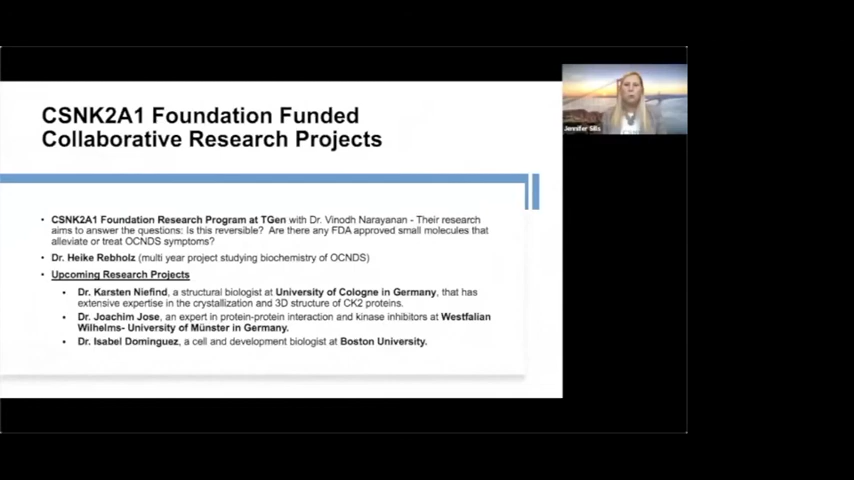 CSNK2A1 Foundation Funded
Collaborative Research Projects
Jennifer Sills
• CSNK2A1 Foundation Research Program at TGen with Dr. Vinodh Narayanan - Their research
aims to answer the questions: Is this reversible? Are there any FDA approved small molecules that
alleviate or treat OCNDS symptoms?
• Dr. Heike Rebholz (multi year project studying biochemistry of OCNDS)
• Upcoming Research Projects
• Dr. Karsten Niefind, a structural biologist at University of Cologne in Germany, that has
extensive expertise in the crystallization and 3D structure of CK2 proteins.
• Dr. Joachim Jose, an expert in protein-protein interaction and kinase inhibitors at Westfalian
Wilhelms- University of Münster in Germany.
• Dr. Isabel Dominguez, a cell and development biologist at Boston University.